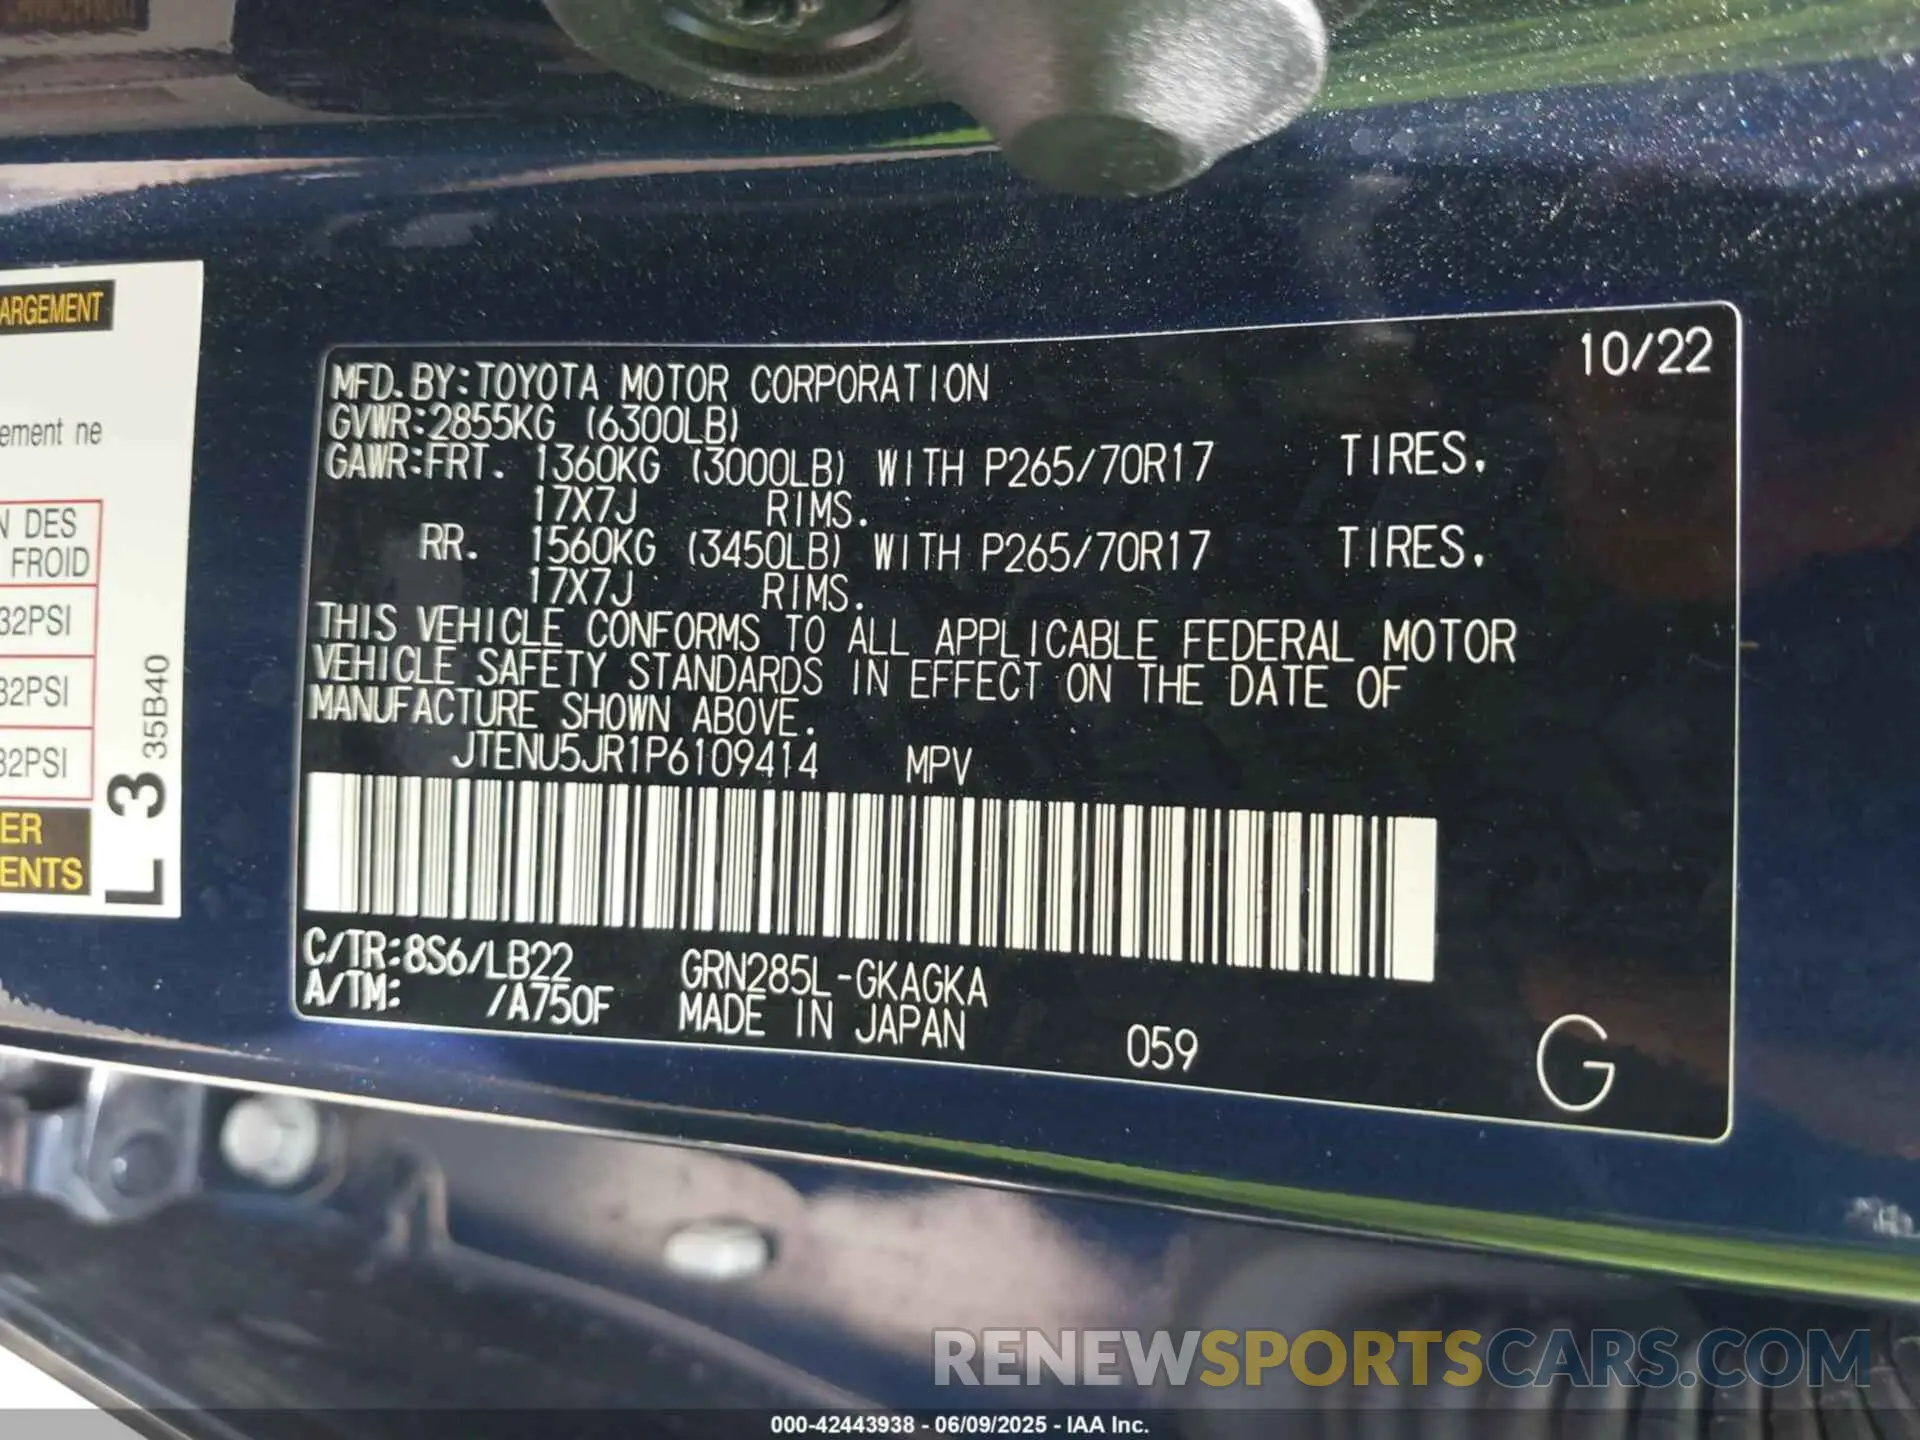 ARGEMENT
ement ne
N DES
FROID
32PSI
32PSI
32PSI
ER
ENTS
L 3 35B40
10/22
MFD. BY:TOYOTA MOTOR CORPORATION
GVWR:2855KG (6300LB)
GAWR:FRT. 1360KG (3000LB) WITH P265/70R17 TIRES.
17X7J RIMS.
RR. 1560KG (3450LB) WITH P265/70R17 TIRES.
17X7J RIMS.
THIS VEHICLE CONFORMS TO ALL APPLICABLE FEDERAL MOTOR
VEHICLE SAFETY STANDARDS IN EFFECT ON THE DATE OF
MANUFACTURE SHOWN ABOVE.
JTENU5JR1P6109414 MPV
C/TR:8S6/LB22 GRN285L-GKAGKA
A/TM: /A750F MADE IN JAPAN 059 G
RENEWSPORTSCARS.COM
000-42443938 - 06/09/2025 - IAA Inc.